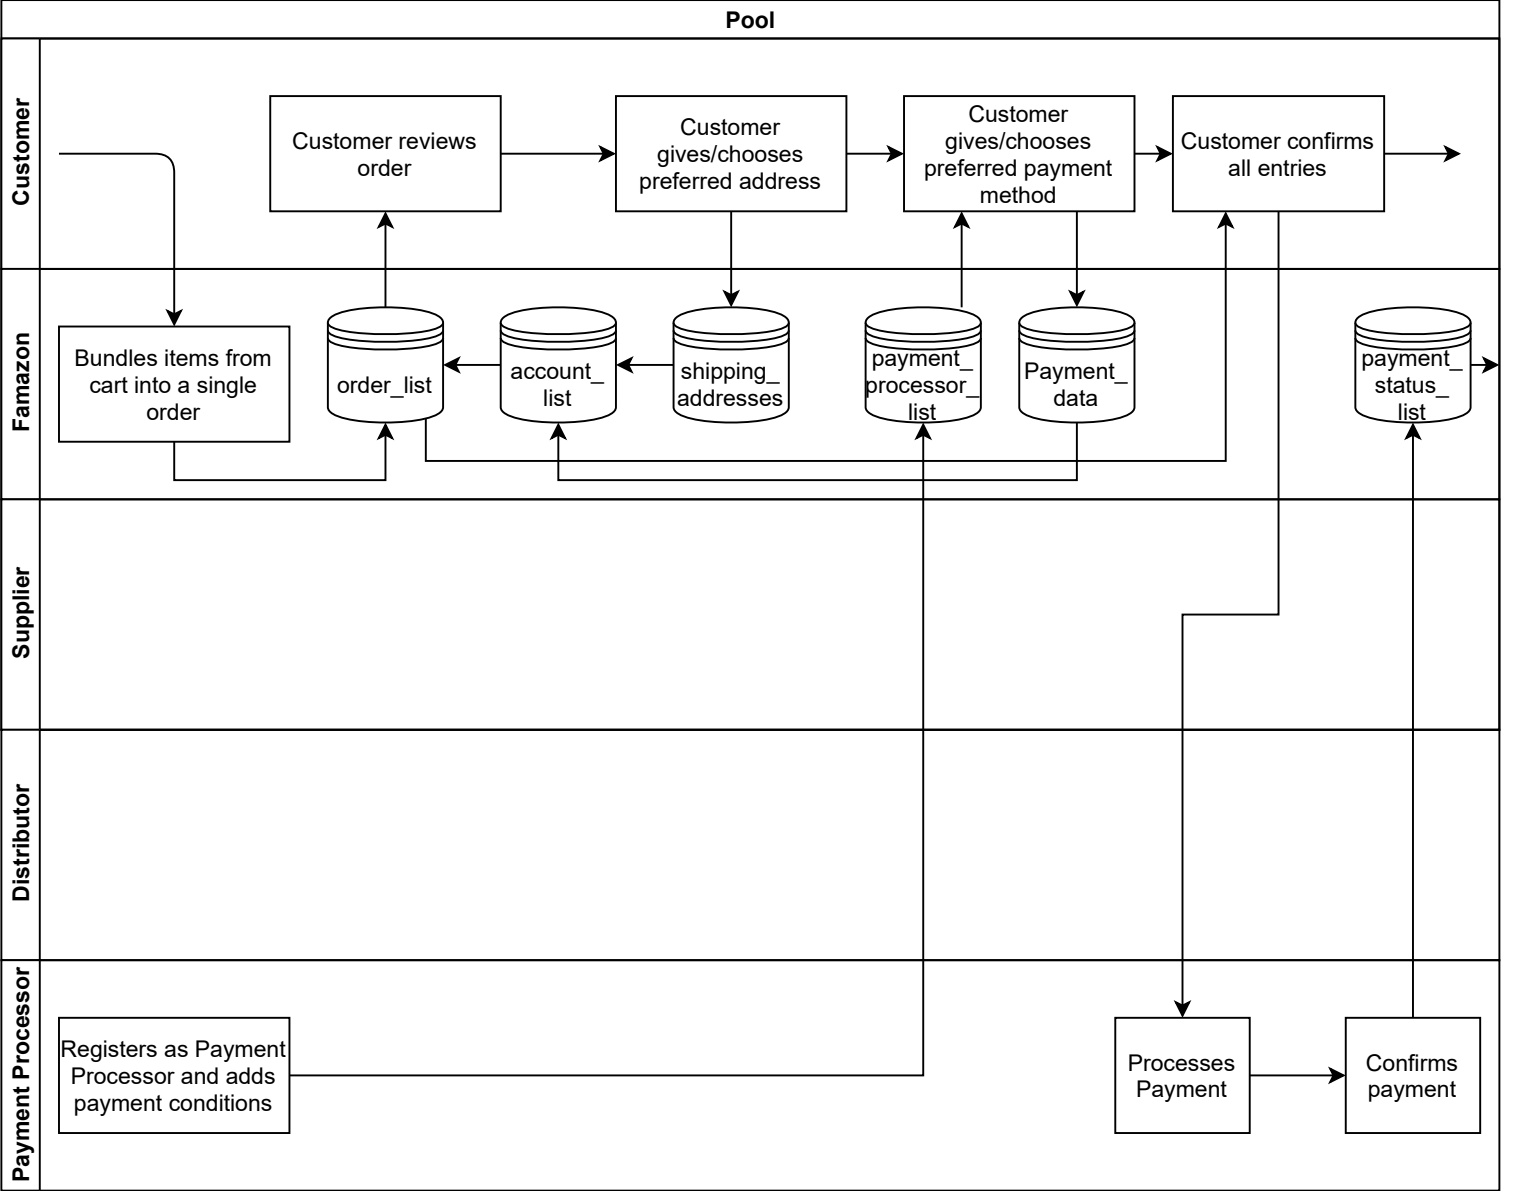 Pool
Customer
Customer reviews
order
Customer
gives/chooses
preferred address
Customer
gives/chooses
preferred payment
method
Customer confirms
all entries
Famazon
Bundles items from
cart into a single
order
order_list
account_
list
shipping_
addresses
payment_
processor_
list
Payment_
data
payment_
status_
list
Supplier
Distributor
Payment Processor
Registers as Payment
Processor and adds
payment conditions
Processes
Payment
Confirms
payment